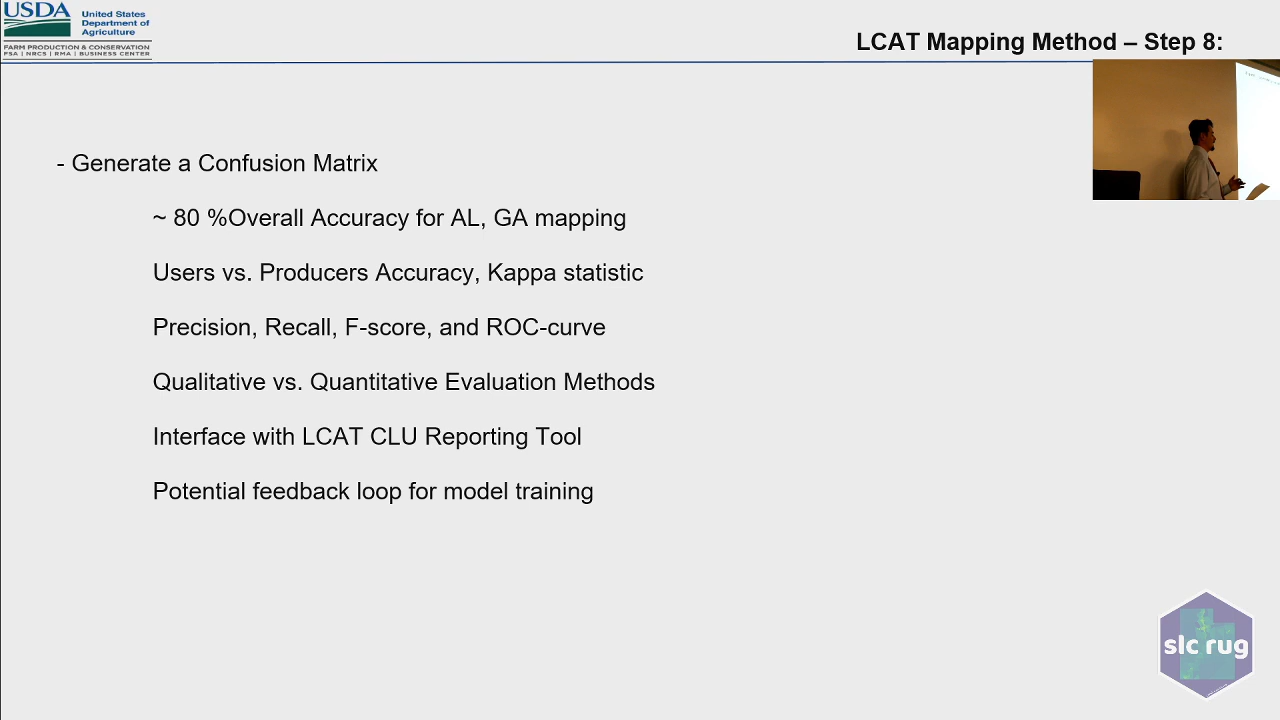 USDA
United States
Department of
Agriculture
FARM PRODUCTION & CONSERVATION
FSA | NRCS | RMA | BUSINESS CENTER
LCAT Mapping Method – Step 8:
- Generate a Confusion Matrix
~ 80 %Overall Accuracy for AL, GA mapping
Users vs. Producers Accuracy, Kappa statistic
Precision, Recall, F-score, and ROC-curve
Qualitative vs. Quantitative Evaluation Methods
Interface with LCAT CLU Reporting Tool
Potential feedback loop for model training
slc rug